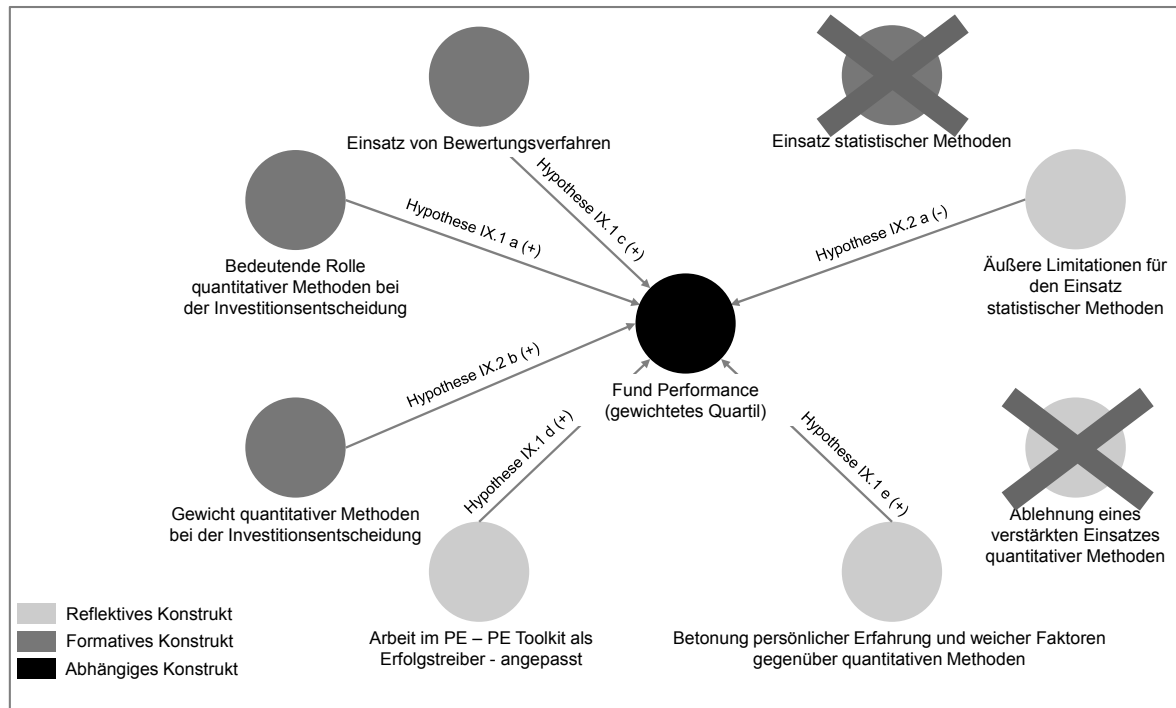 Einsatz von Bewertungsverfahren
Einsatz statistischer Methoden
Hypothese IX.1 c (+)
Hypothese IX.1 a (+)
Hypothese IX.2 a (-)
Bedeutende Rolle
quantitativer Methoden bei
der Investitionsentscheidung
Äußere Limitationen für
den Einsatz
statistischer Methoden
Hypothese IX.2 b (+)
Fund Performance
(gewichtetes Quartil)
Hypothese IX.1 d (+)
Hypothese IX.1 e (+)
Gewicht quantitativer Methoden
bei der Investitionsentscheidung
Ablehnung eines
verstärkten Einsatzes
quantitativer Methoden
Reflektives Konstrukt
Formatives Konstrukt
Abhängiges Konstrukt
Arbeit im PE – PE Toolkit als
Erfolgstreiber - angepasst
Betonung persönlicher Erfahrung und weicher Faktoren
gegenüber quantitativen Methoden